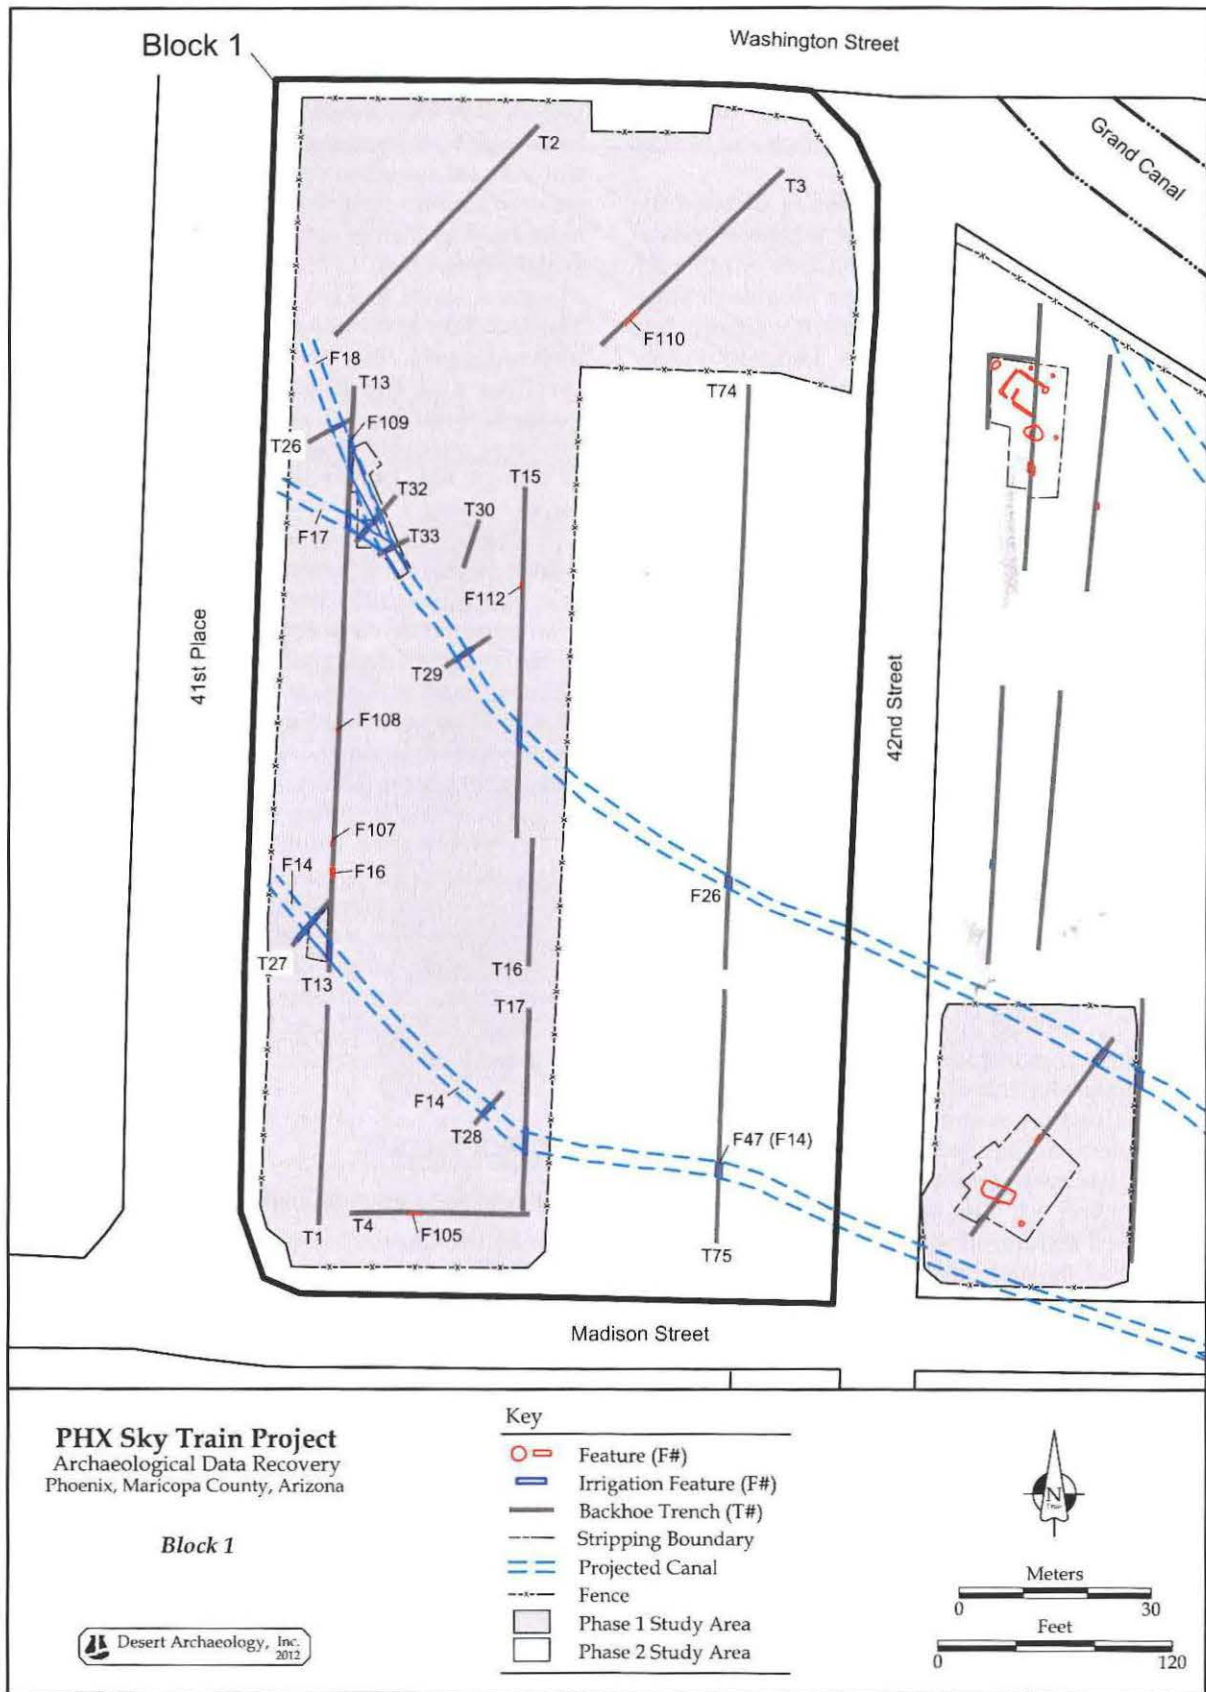 Block 1
Washington Street
Grand Canal
T2
T3
F110
F18
T13
T74
F109
T26
T32
T15
T30
F17
T33
F112
T29
41st Place
42nd Street
F108
F107
F16
F14
F26
T27
T13
T16
T17
F14
T28
F47 (F14)
T1
T4
F105
T75
Madison Street
PHX Sky Train Project
Archaeological Data Recovery
Phoenix, Maricopa County, Arizona
Block 1
Desert Archaeology, Inc.
2012
Key
Feature (F#)
Irrigation Feature (F#)
Backhoe Trench (T#)
Stripping Boundary
Projected Canal
Fence
Phase 1 Study Area
Phase 2 Study Area
N
True
Meters
0 30
Feet
0 120